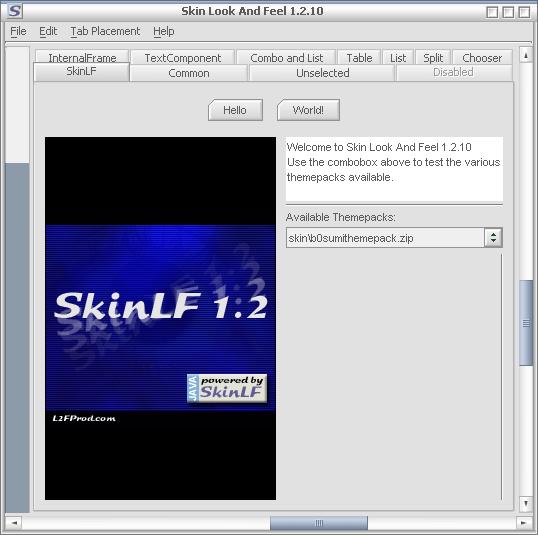 S
Skin Look And Feel 1.2.10
File Edit Tab Placement Help
InternalFrame TextComponent Combo and List Table List Split Chooser
SkinLF Common Unselected Disabled
Hello World!
Welcome to Skin Look And Feel 1.2.10
Use the combobox above to test the various
themepacks available.
Available Themepacks:
skin\b0sumithemepack.zip
SkinLF 1:2
JAVA
powered by
SkinLF
L2FProd.com